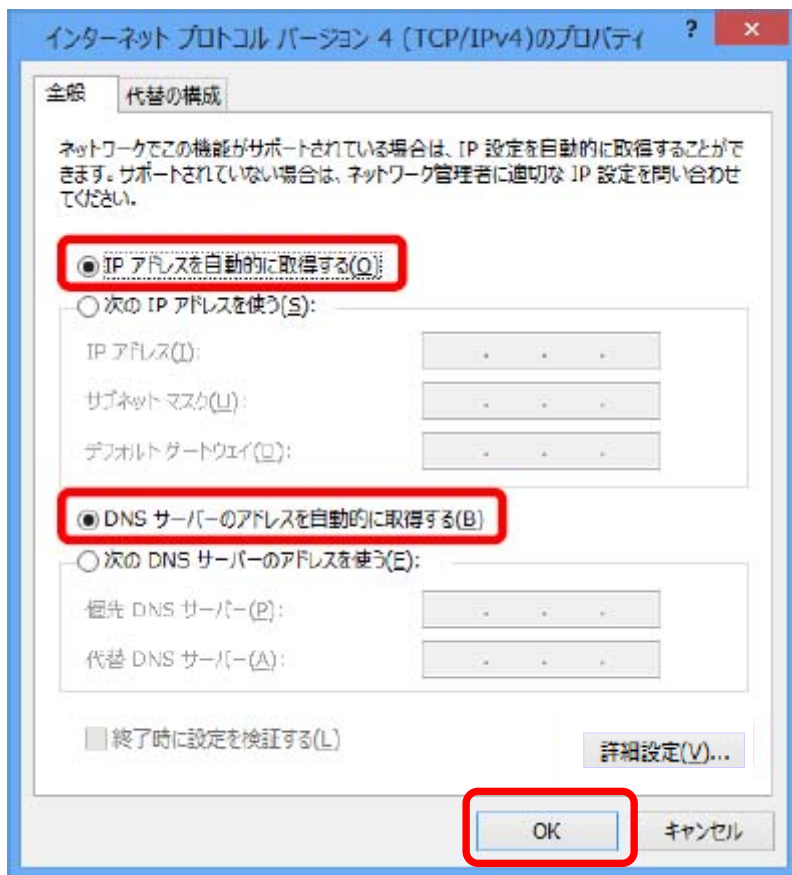 インターネット プロトコル バージョン 4 (TCP/IPv4)のプロパティ
?
×
全般
代替の構成
ネットワークでこの機能がサポートされている場合は、IP 設定を自動的に取得することがで
きます。サポートされていない場合は、ネットワーク管理者に適切な IP 設定を問い合わせ
てください。
IP アドレスを自動的に取得する(O)
次の IP アドレスを使う(S):
IP アドレス(I):
サブネット マスク(U):
デフォルト ゲートウェイ(D):
DNS サーバーのアドレスを自動的に取得する(B)
次の DNS サーバーのアドレスを使う(E):
優先 DNS サーバー(P):
代替 DNS サーバー(A):
終了時に設定を検証する(L)
詳細設定(V)...
OK
キャンセル